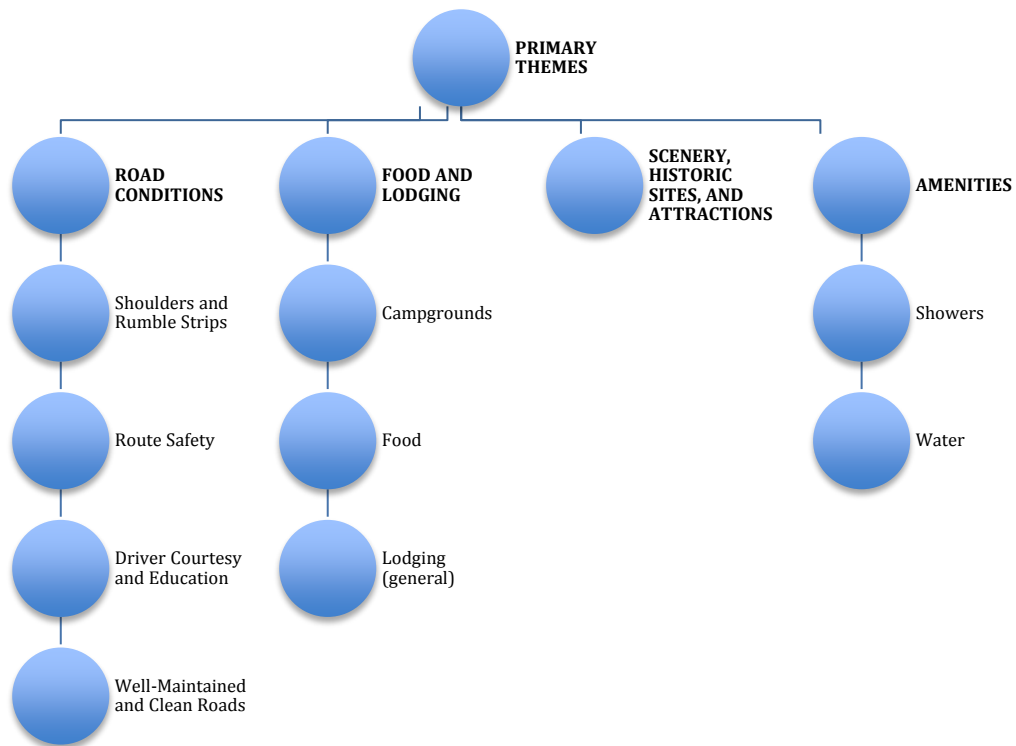 PRIMARY
THEMES
ROAD
CONDITIONS
FOOD AND
LODGING
SCENERY,
HISTORIC
SITES, AND
ATTRACTIONS
AMENITIES
Shoulders and
Rumble Strips
Campgrounds
Showers
Route Safety
Food
Water
Driver Courtesy
and Education
Lodging
(general)
Well-Maintained
and Clean Roads